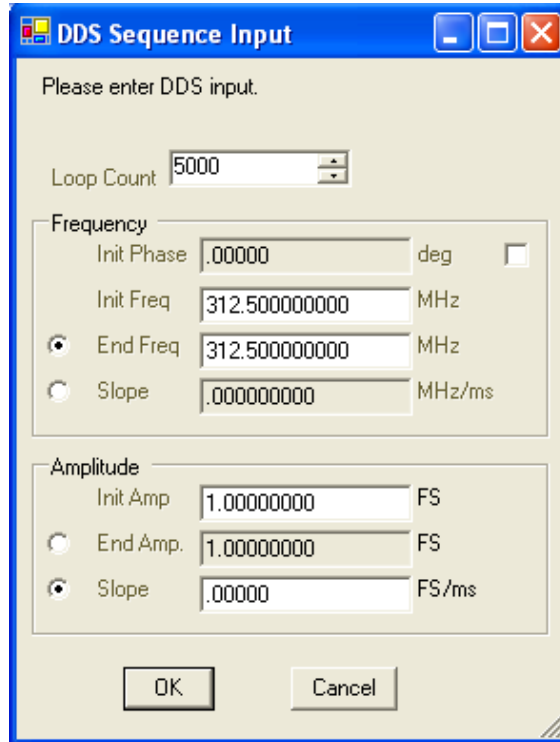 DDS Sequence Input
Please enter DDS input.
Loop Count 5000
Frequency
Init Phase .00000 deg
Init Freq 312.500000000 MHz
End Freq 312.500000000 MHz
Slope .000000000 MHz/ms
Amplitude
Init Amp 1.00000000 FS
End Amp. 1.00000000 FS
Slope .00000 FS/ms
OK Cancel